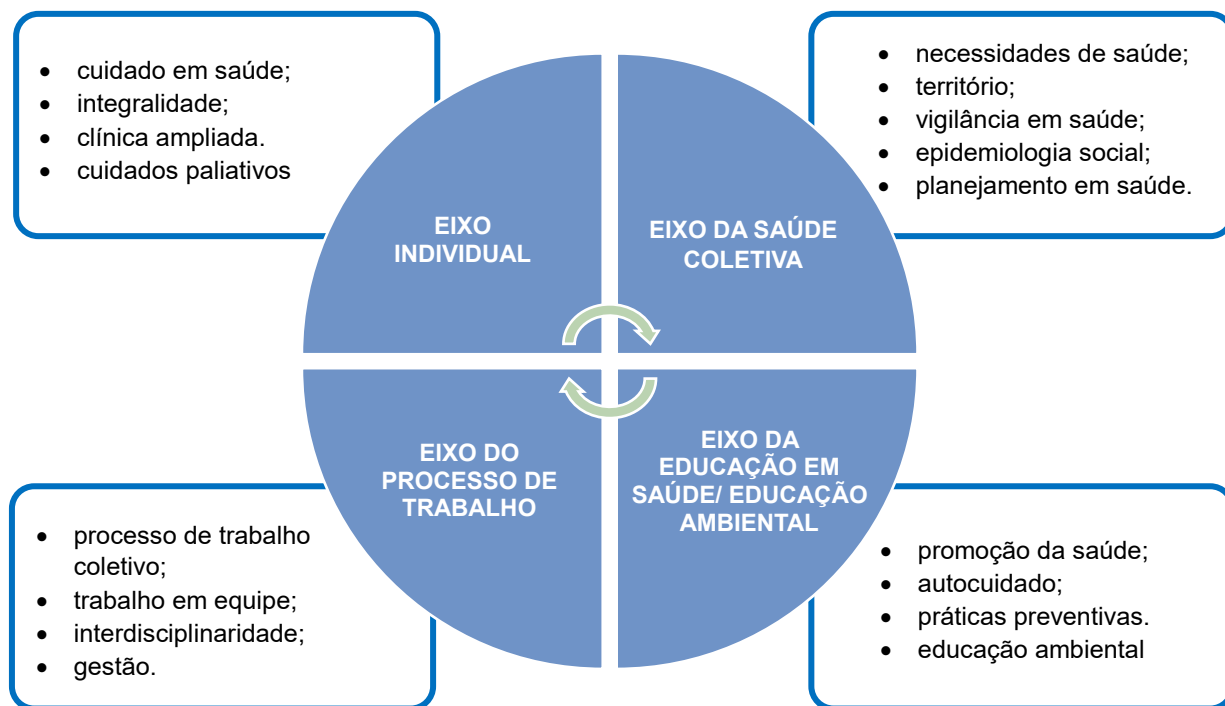 • cuidado em saúde;
• integralidade;
• clínica ampliada.
• cuidados paliativos
• necessidades de saúde;
• território;
• vigilância em saúde;
• epidemiologia social;
• planejamento em saúde.
EIXO
INDIVIDUAL
EIXO DA SAÚDE
COLETIVA
EIXO DO
PROCESSO DE
TRABALHO
EIXO DA
EDUCAÇÃO EM
SAÚDE/ EDUCAÇÃO
AMBIENTAL
• processo de trabalho
coletivo;
• trabalho em equipe;
• interdisciplinaridade;
• gestão.
• promoção da saúde;
• autocuidado;
• práticas preventivas.
• educação ambiental